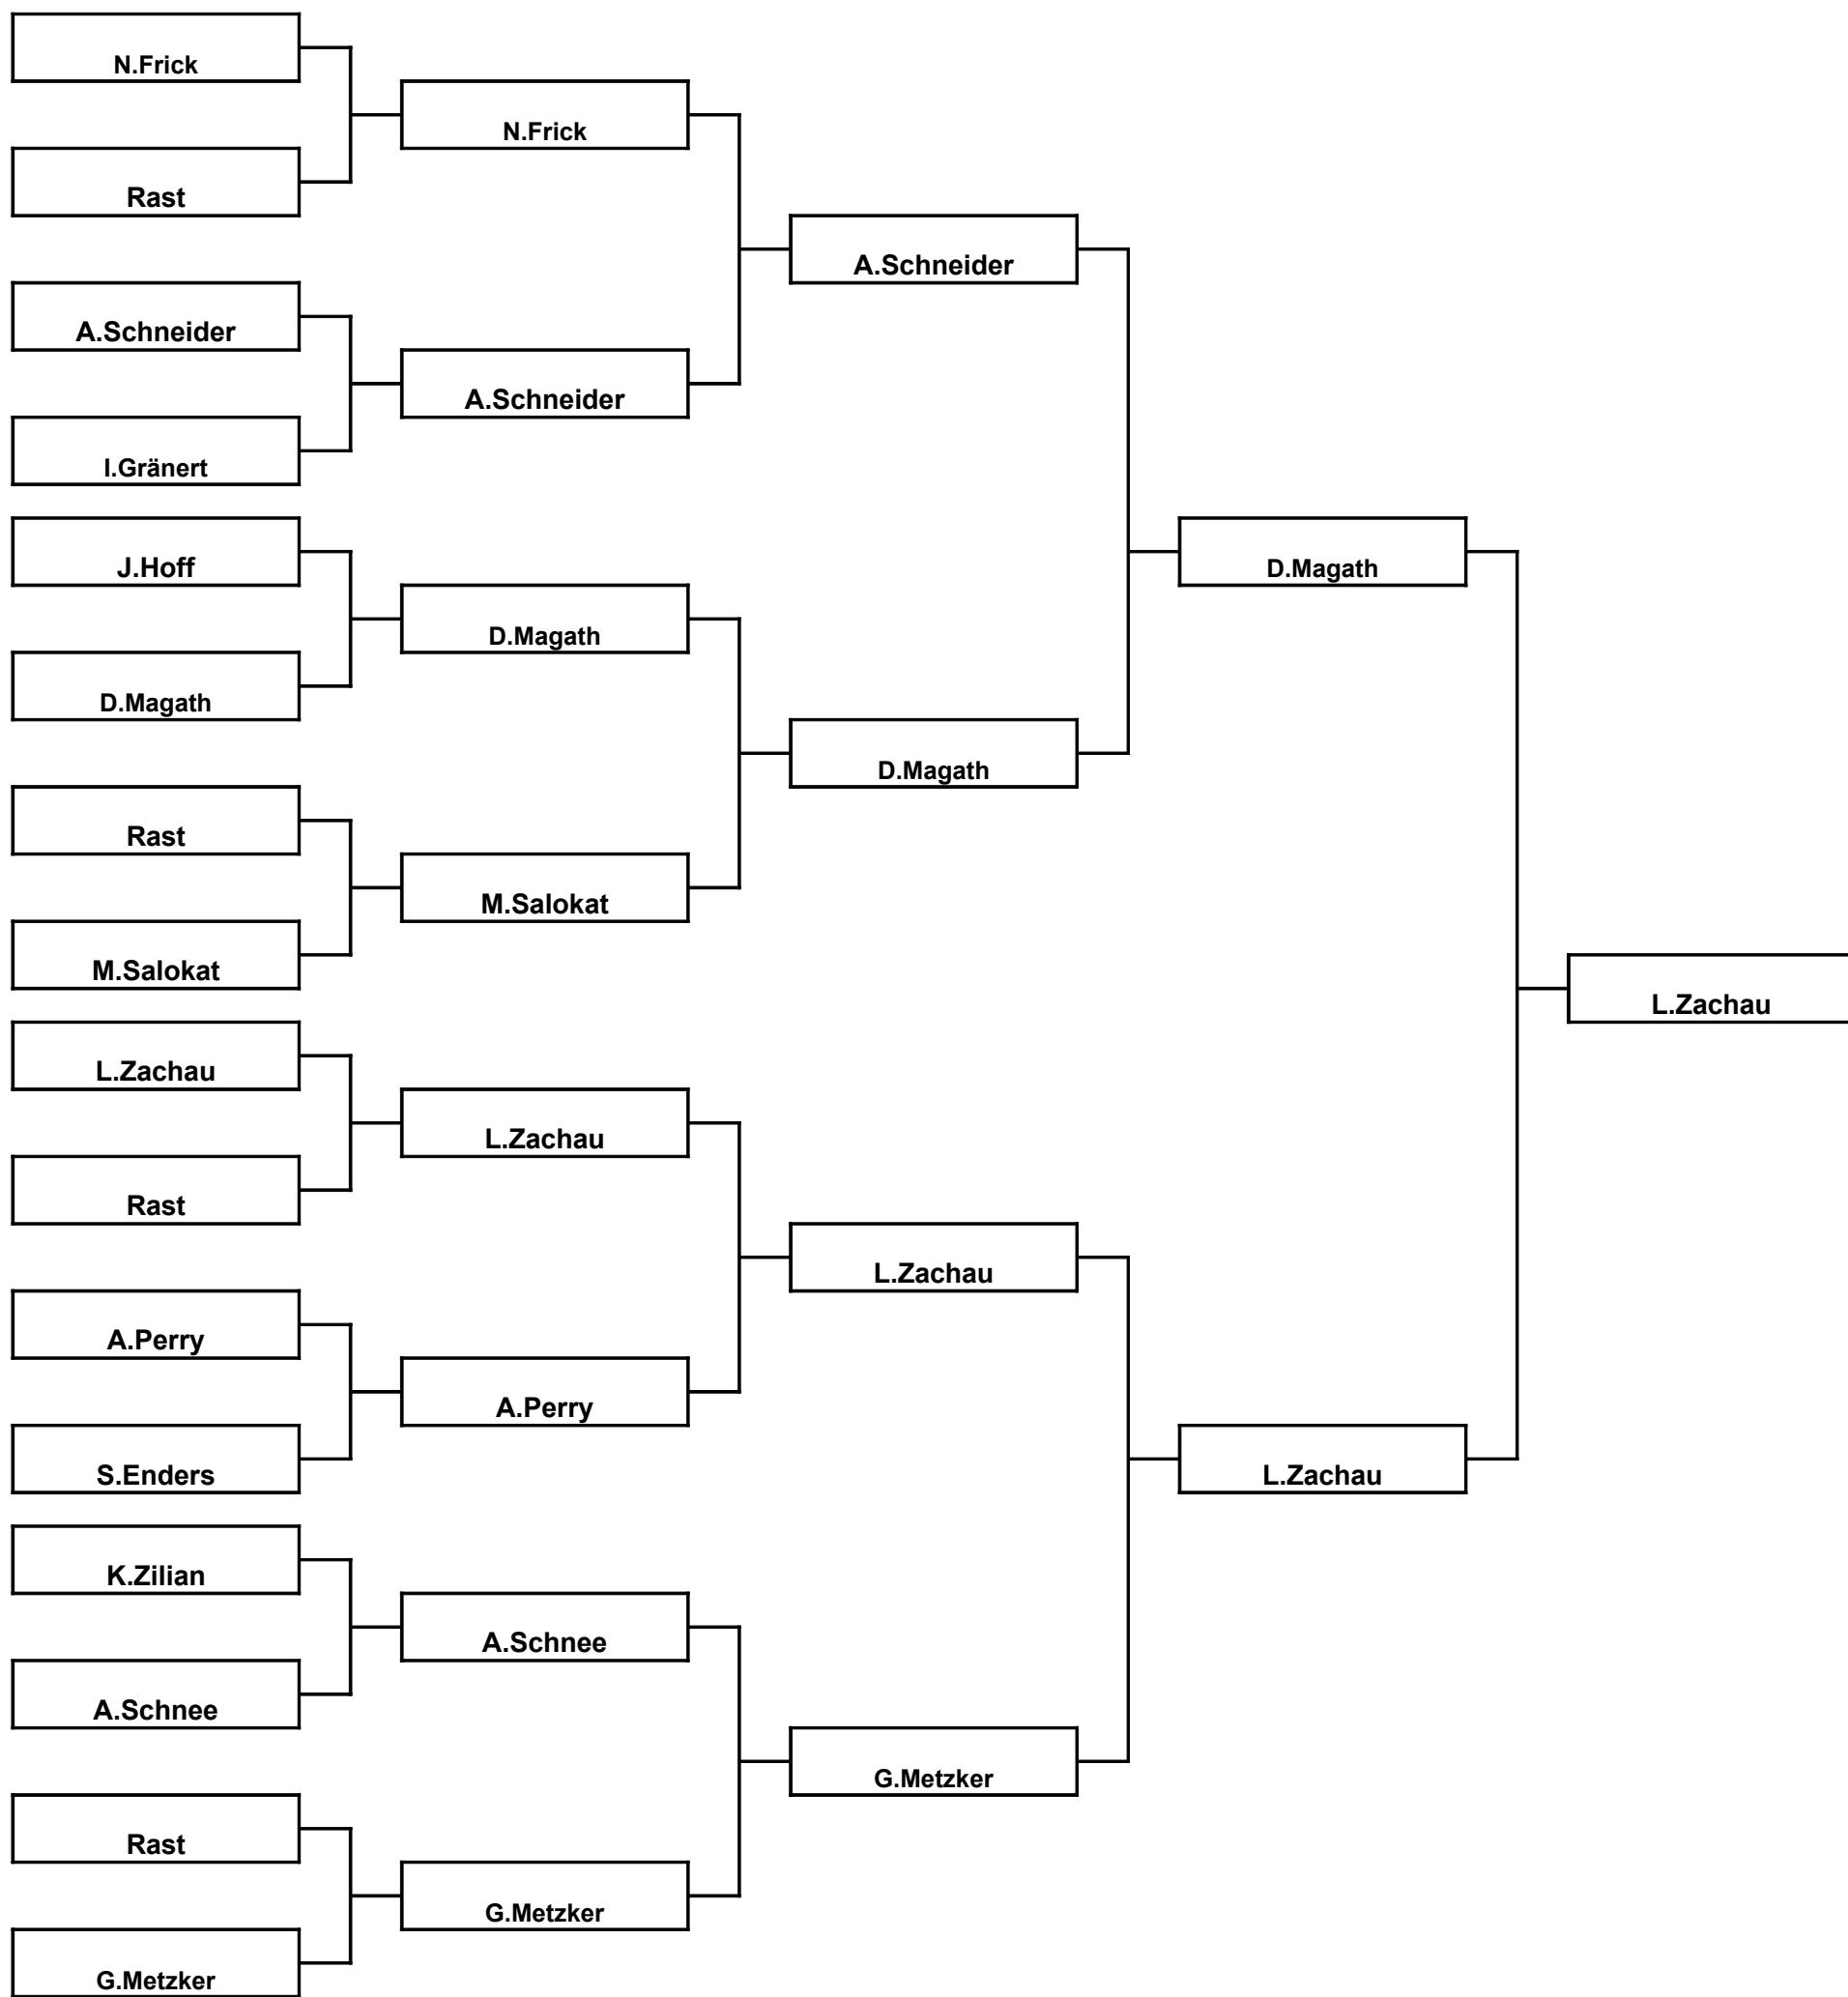 N.Frick
Rast
A.Schneider
I.Gränert
J.Hoff
D.Magath
Rast
M.Salokat
L.Zachau
Rast
A.Perry
S.Enders
K.Zilian
A.Schnee
Rast
G.Metzker
N.Frick
A.Schneider
D.Magath
M.Salokat
L.Zachau
A.Perry
A.Schnee
G.Metzker
A.Schneider
D.Magath
L.Zachau
G.Metzker
D.Magath
L.Zachau
L.Zachau